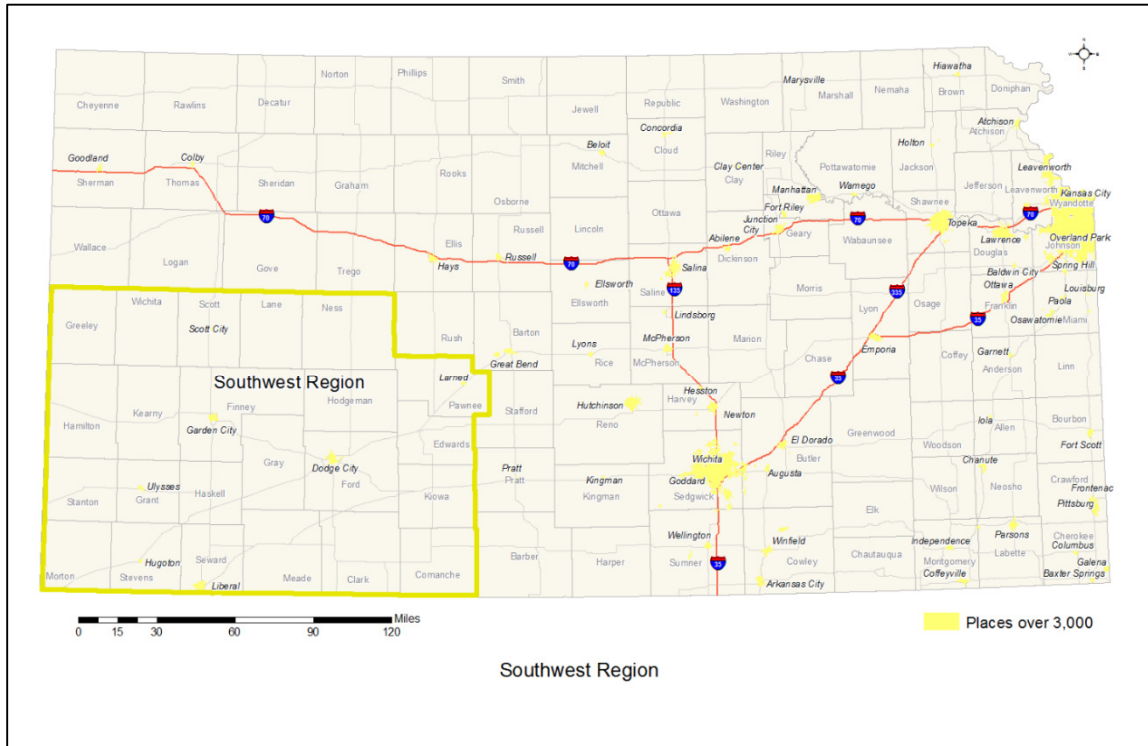 Norton
Phillips
Smith
Cheyenne
Rawlins
Decatur
Jewell
Republic
Washington
Marysville
Marshall
Nemaha
Hiawatha
Brown
Doniphan
Concordia
Cloud
Atchison
Atchison
Goodland
Colby
Beloit
Mitchell
Clay Center
Clay
Riley
Pottawatomie
Holton
Jackson
Leavenworth
Sherman
Thomas
Sheridan
Graham
Rooks
Osborne
Manhattan
Wamego
Jefferson
Leavenworth
Kansas City
Wyandotte
Ottawa
Fort Riley
Junction City
Geary
Shawnee
Topeka
70
70
70
70
Wallace
Logan
Gove
Trego
Ellis
Hays
Russell
Russell
Lincoln
Abilene
Dickinson
Wabaunsee
Lawrence
Douglas
Overland Park
Johnson
Salina
Saline
135
Ellsworth
Ellsworth
Morris
335
Osage
Baldwin City
Ottawa
Franklin
Spring Hill
Louisburg
Paola
Miami
Osawatomie
Wichita
Scott
Lane
Ness
Greeley
Scott City
Rush
Barton
Great Bend
Lyons
Rice
Lindsborg
McPherson
McPherson
Marion
Lyon
Chase
Emporia
35
35
Coffey
Garnett
Anderson
Linn
Southwest Region
Larned
Pawnee
Hodgeman
Finney
Kearny
Hamilton
Garden City
Stafford
Hutchinson
Reno
Hesston
Harvey
Newton
Edwards
Gray
Dodge City
Ford
El Dorado
Butler
Greenwood
Woodson
Iola
Allen
Bourbon
Fort Scott
Stanton
Ulysses
Grant
Haskell
Kiowa
Pratt
Pratt
Kingman
Kingman
Wichita
Goddard
Sedgwick
Augusta
Elk
Wilson
Chanute
Neosho
Crawford
Frontenac
Pittsburg
Hugoton
Morton
Stevens
Seward
Liberal
Meade
Clark
Comanche
Barber
Harper
Wellington
Sumner
35
Winfield
Cowley
Arkansas City
Chautauqua
Independence
Montgomery
Coffeyville
Parsons
Labette
Cherokee
Columbus
Galena
Baxter Springs
Miles
0 15 30 60 90 120
Places over 3,000
Southwest Region